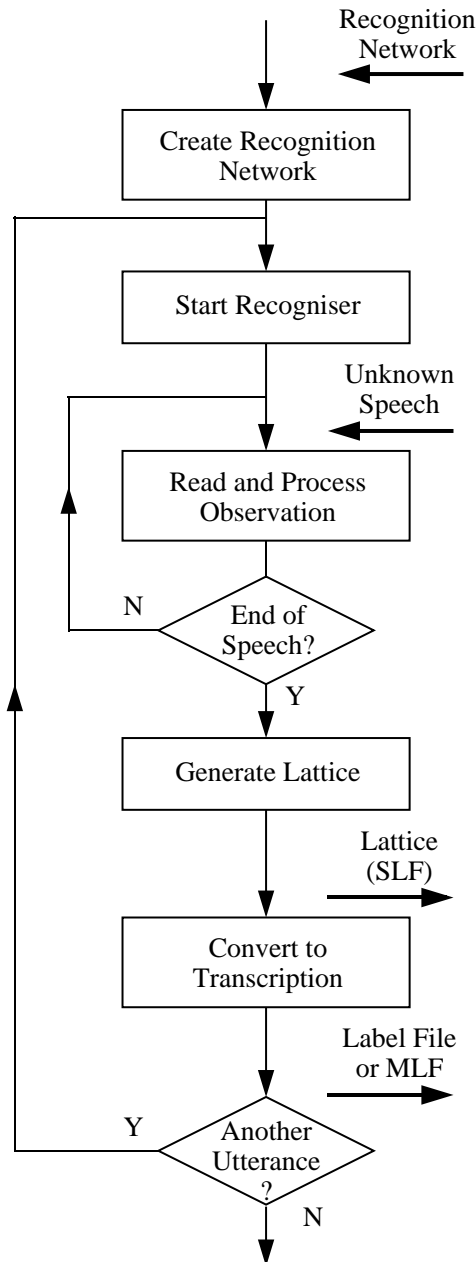 Recognition
Network
Create Recognition
Network
Start Recogniser
Unknown
Speech
Read and Process
Observation
N
End of
Speech?
Y
Generate Lattice
Lattice
(SLF)
Convert to
Transcription
Label File
or MLF
Y
Another
Utterance
?
N